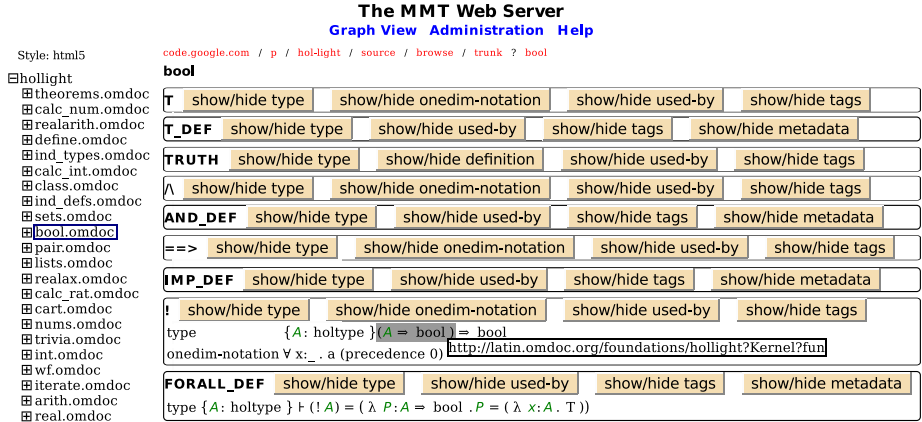 The MMT Web Server
Graph View Administration Help
Style: html5
code.google.com / p / hol-light / source / browse / trunk ? bool
bool
hollight
theorems.omdoc
calc_num.omdoc
realarith.omdoc
define.omdoc
ind_types.omdoc
calc_int.omdoc
class.omdoc
ind_defs.omdoc
sets.omdoc
bool.omdoc
pair.omdoc
lists.omdoc
realax.omdoc
calc_rat.omdoc
cart.omdoc
nums.omdoc
trivia.omdoc
int.omdoc
wf.omdoc
iterate.omdoc
arith.omdoc
real.omdoc
T show/hide type show/hide onedim-notation show/hide used-by show/hide tags
T_DEF show/hide type show/hide used-by show/hide tags show/hide metadata
TRUTH show/hide type show/hide definition show/hide used-by show/hide tags
/\ show/hide type show/hide onedim-notation show/hide used-by show/hide tags
AND_DEF show/hide type show/hide used-by show/hide tags show/hide metadata
==> show/hide type show/hide onedim-notation show/hide used-by show/hide tags
IMP_DEF show/hide type show/hide used-by show/hide tags show/hide metadata
! show/hide type show/hide onedim-notation show/hide used-by show/hide tags
type {A: holtype }(A ⇒ bool ) ⇒ bool
onedim-notation ∀ x:_ . a (precedence 0)
http://latin.omdoc.org/foundations/hollight?Kernel?fun
FORALL_DEF show/hide type show/hide used-by show/hide tags show/hide metadata
type {A: holtype } ⊦ (! A) = ( λ P:A ⇒ bool . P = ( λ x:A . T ))